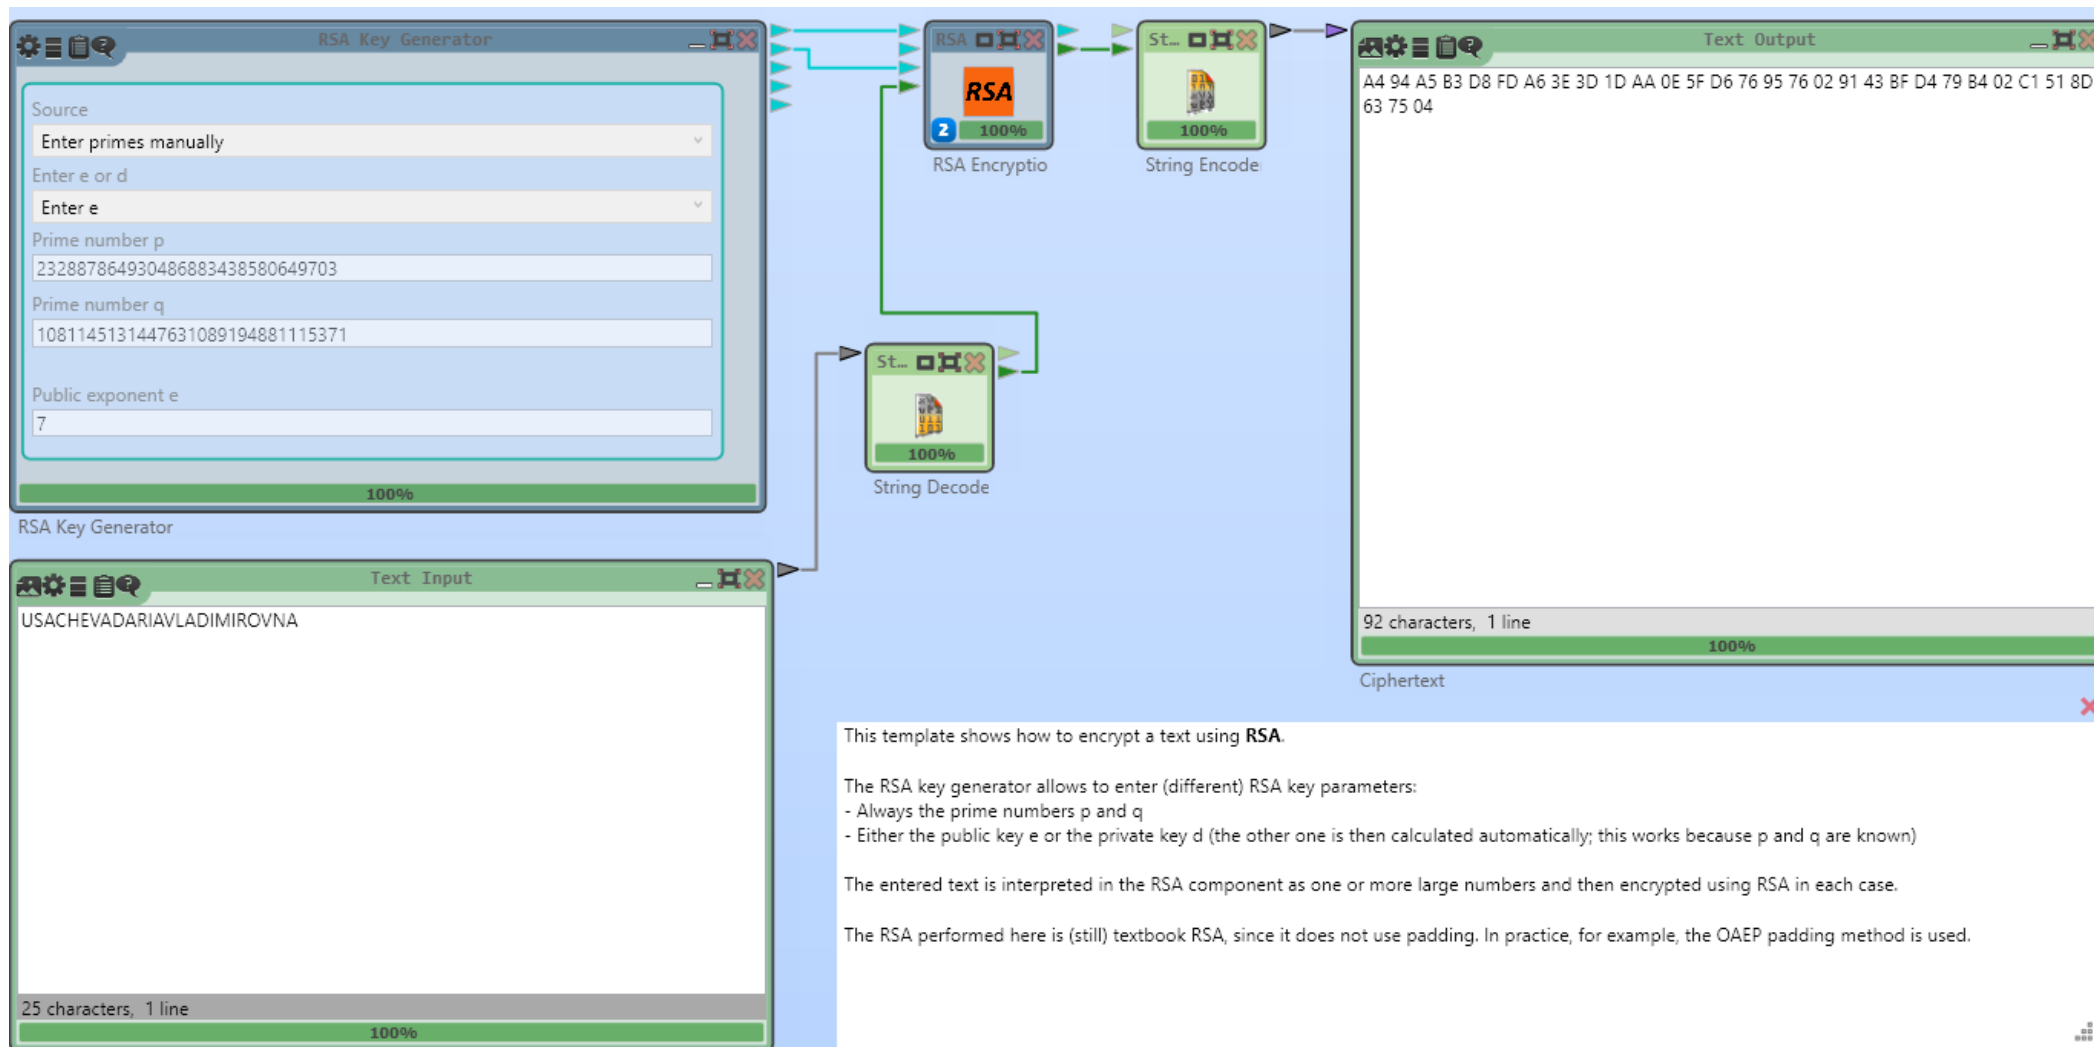 RSA Key Generator
Source
Enter primes manually
Enter e or d
Enter e
Prime number p
232887864930486883438580649703
Prime number q
1081145131447631089194881115371
Public exponent e
7
100%
RSA Key Generator
RSA
RSA
2
100%
RSA Encryptio
St...
100%
String Encode
St...
100%
String Decode
Text Output
A4 94 A5 B3 D8 FD A6 3E 3D 1D AA 0E 5F D6 76 95 76 02 91 43 BF D4 79 B4 02 C1 51 8D
63 75 04
92 characters, 1 line
100%
Ciphertext
Text Input
USACHEVADARIAVLADIMIROVNA
25 characters, 1 line
100%
This template shows how to encrypt a text using RSA.
The RSA key generator allows to enter (different) RSA key parameters:
- Always the prime numbers p and q
- Either the public key e or the private key d (the other one is then calculated automatically; this works because p and q are known)
The entered text is interpreted in the RSA component as one or more large numbers and then encrypted using RSA in each case.
The RSA performed here is (still) textbook RSA, since it does not use padding. In practice, for example, the OAEP padding method is used.